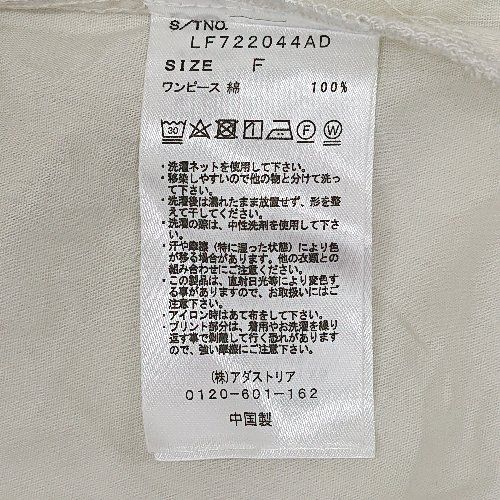 S/TNO.
LF722044AD
SIZE F
ワンピース 綿 100%
30
F
W
・洗濯ネットを使用して下さい。
・移染しやすいので他の物と分けて洗っ
て下さい。
・洗濯後は濡れたまま放置せず、形を整
えて干してください。
・洗濯の際は、中性洗剤を使用して下さ
い。
・汗や摩擦（特に湿った状態）により色
が移る場合があります。他の衣類との
組み合わせにご注意ください。
・この製品は、直射日光等により変色す
る事がありますので、お取扱いにはご
注意下さい。
・アイロン時はあて布をして下さい。
・プリント部分は、着用やお洗濯を繰り
返す事で剥離して行く恐れがあります
ので、強い摩擦にご注意下さい。
(株)アダストリア
0120-601-162
中国製